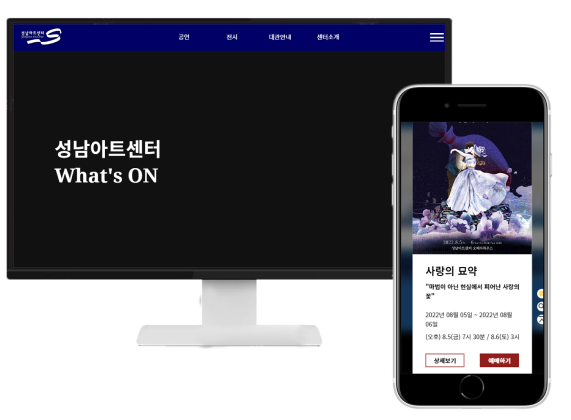 성남아트센터
공연
전시
대관안내
센터소개
성남아트센터
What's ON
사랑의 묘약
"마법이 아닌 현실에서 피어난 사랑의
꽃"
2022년 08월 05일 ~ 2022년 08월
06일
(오후) 8.5(금) 7시 30분 / 8.6(토) 3시
상세보기
예매하기